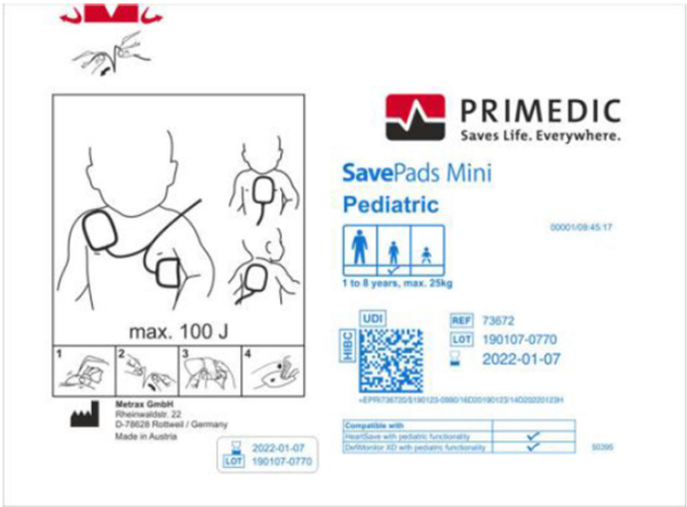 PRIMEDIC
Saves Life. Everywhere.
SavePads Mini
Pediatric
00001/09:45:17
1 to 8 years, max. 25kg
max. 100 J
1
2
3
4
UDI
HIBC
REF 73672
LOT 190107-0770
2022-01-07
Metrax GmbH
Rheinwaldstr. 22
D-78628 Rottweil / Germany
Made in Austria
2022-01-07
LOT 190107-0770
Compatible with
HeartSave with pediatric functionality
DefiMonitor XD with pediatric functionality
50395